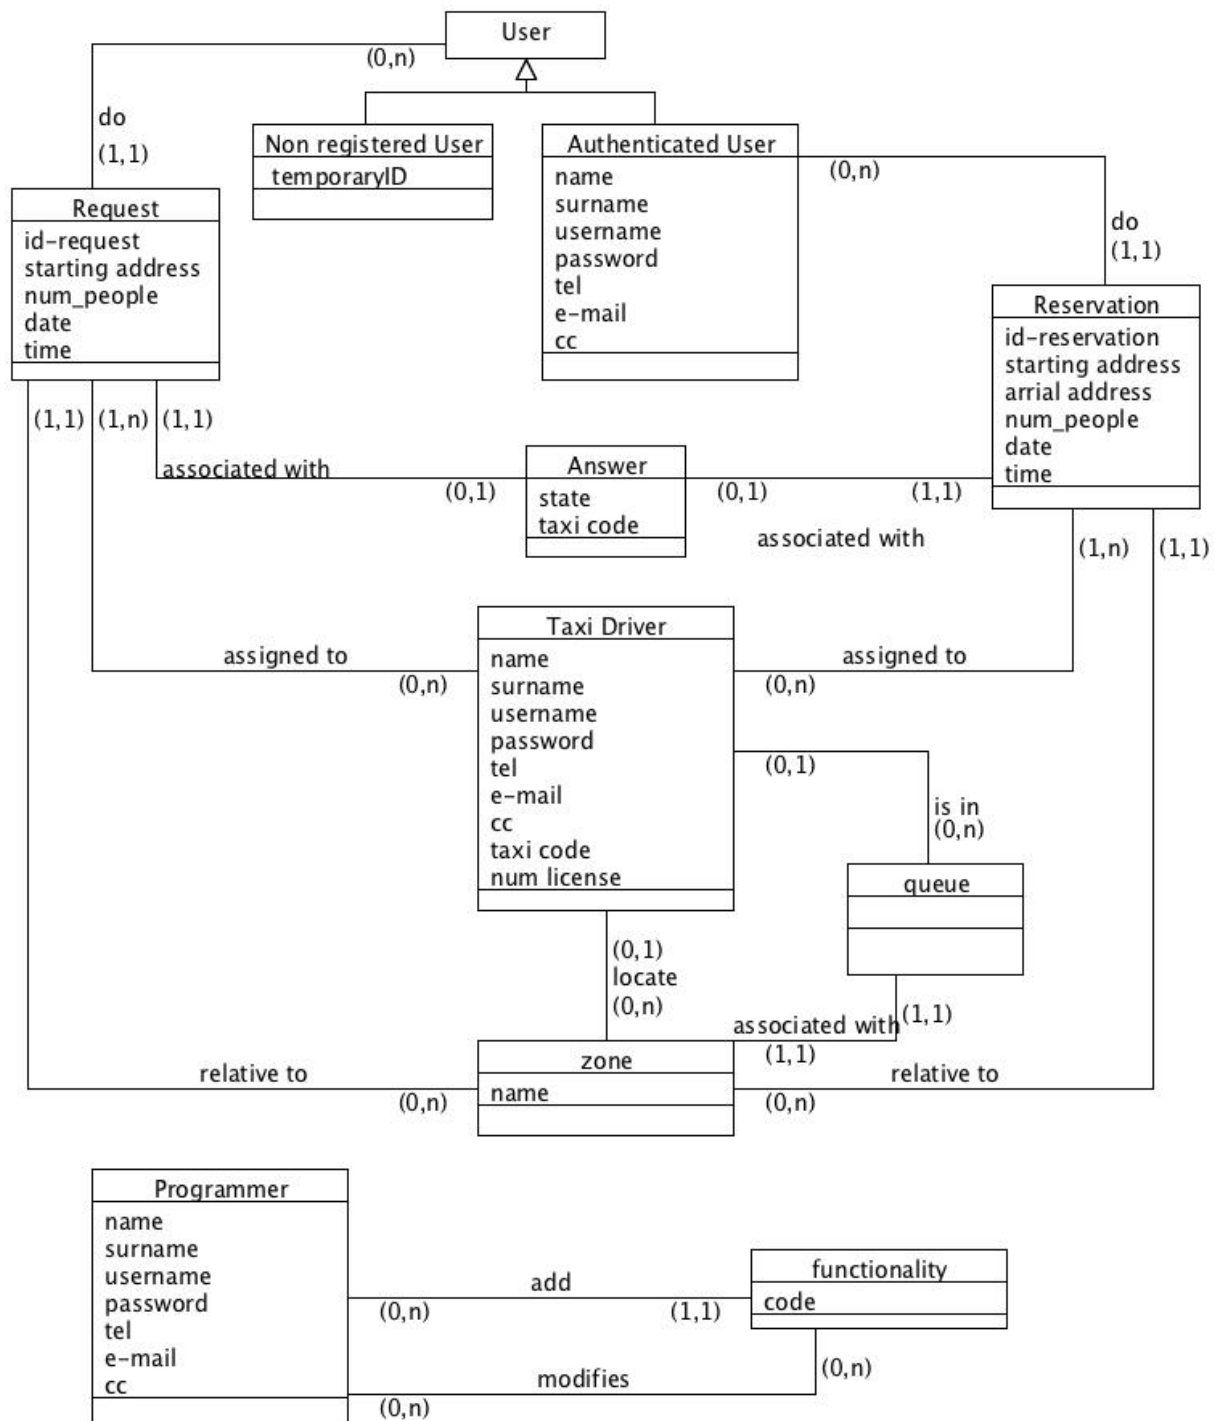 User
(0,n)
do
(1,1)
Non registered User
temporaryID
Authenticated User
name
surname
username
password
tel
e-mail
cc
(0,n)
do
(1,1)
Request
id-request
starting address
num_people
date
time
Reservation
id-reservation
starting address
arrial address
num_people
date
time
(1,1)
(1,n)
(1,1)
associated with
(0,1)
Answer
state
taxi code
(0,1)
(1,1)
associated with
(1,n)
(1,1)
Taxi Driver
name
surname
username
password
tel
e-mail
cc
taxi code
num license
assigned to
(0,n)
assigned to
(0,n)
(0,1)
is in
(0,n)
queue
(0,1)
locate
(0,n)
associated with
(1,1)
(1,1)
zone
name
relative to
(0,n)
relative to
(0,n)
Programmer
name
surname
username
password
tel
e-mail
cc
add
(0,n)
(1,1)
functionality
code
modifies
(0,n)
(0,n)